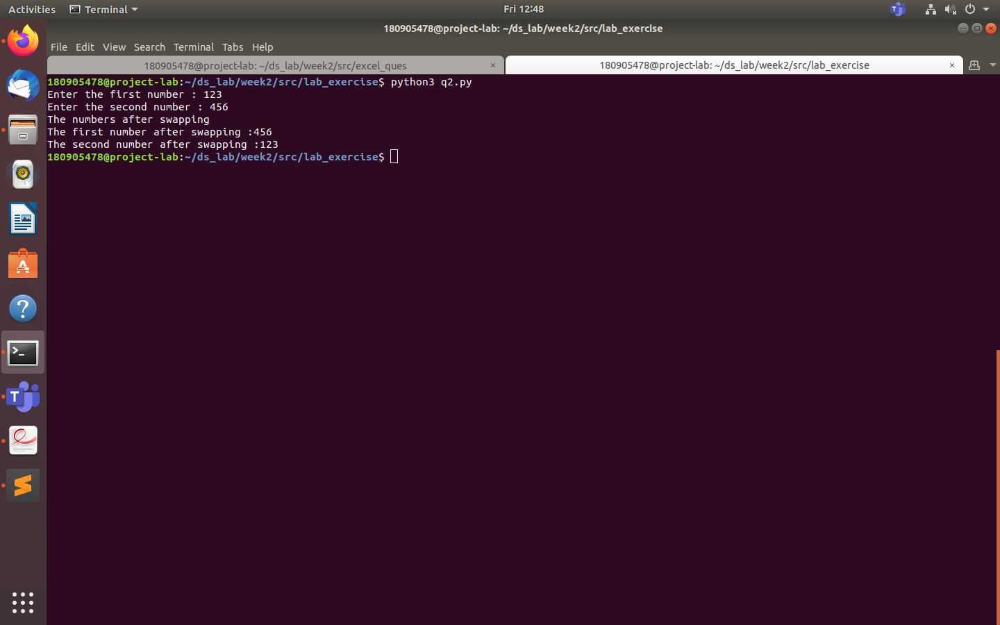 Activities Terminal Fri 12:48
180905478@project-lab: ~/ds_lab/week2/src/lab_exercise
File Edit View Search Terminal Tabs Help
180905478@project-lab: ~/ds_lab/week2/src/excel_ques × 180905478@project-lab: ~/ds_lab/week2/src/lab_exercise ×
180905478@project-lab:~/ds_lab/week2/src/lab_exercise$ python3 q2.py
Enter the first number : 123
Enter the second number : 456
The numbers after swapping
The first number after swapping :456
The second number after swapping :123
180905478@project-lab:~/ds_lab/week2/src/lab_exercise$